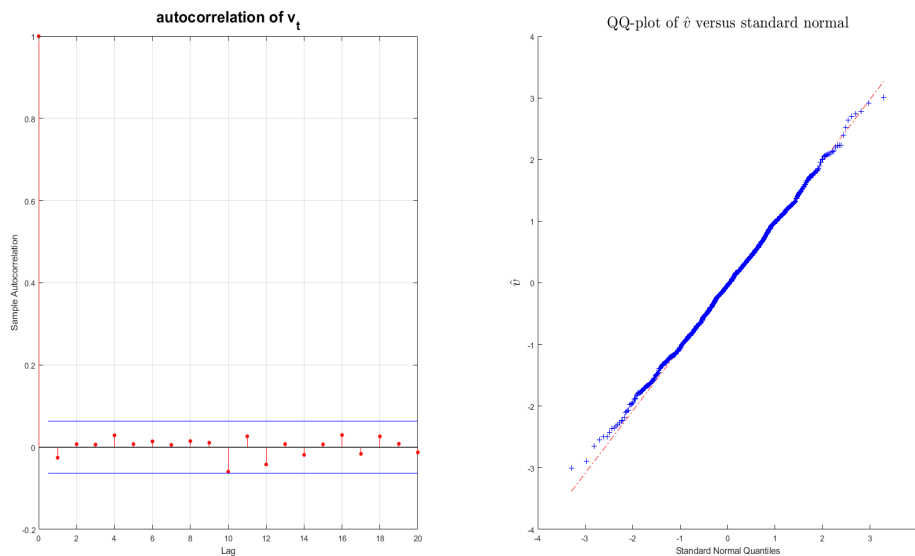 autocorrelation of v_t
Sample Autocorrelation
1
0.8
0.6
0.4
0.2
0
-0.2
0 2 4 6 8 10 12 14 16 18 20
Lag
QQ-plot of v̂ versus standard normal
v̂
4
3
2
1
0
-1
-2
-3
-4
-4 -3 -2 -1 0 1 2 3 4
Standard Normal Quantiles